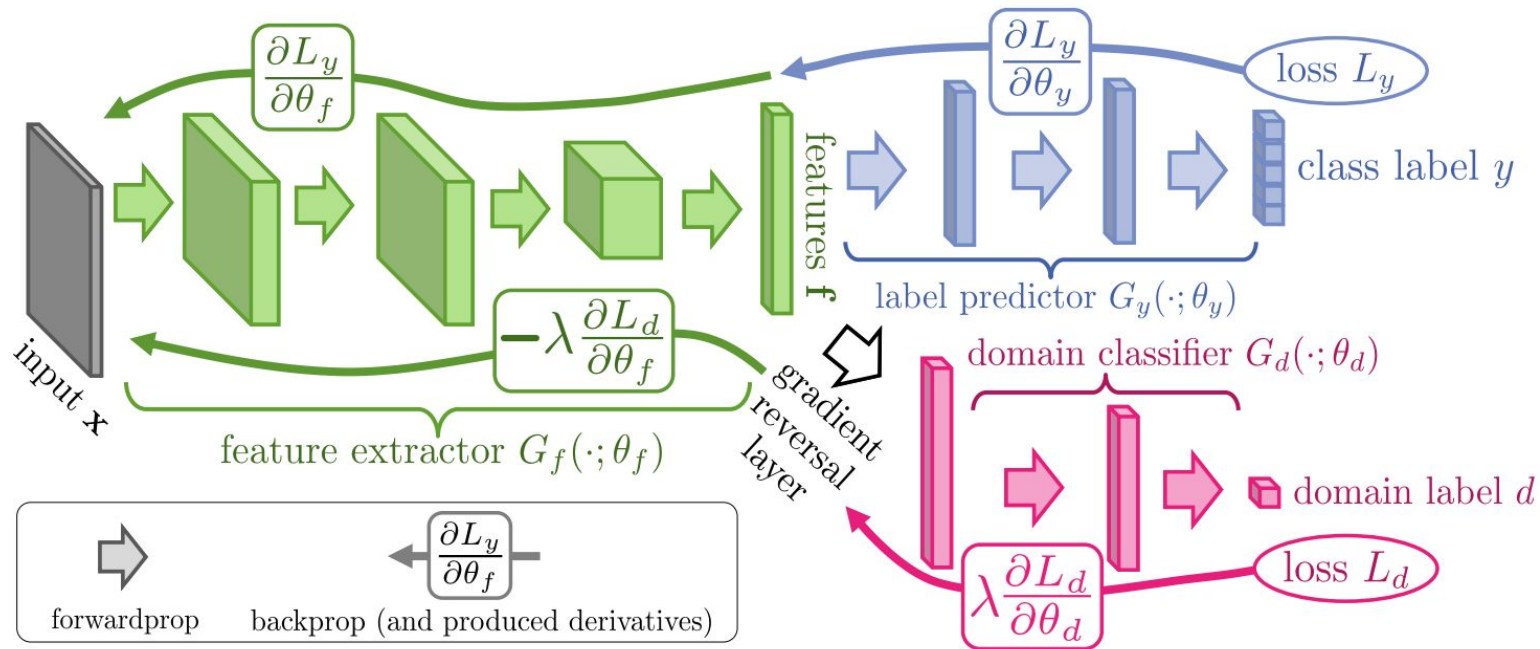 ∂L_y/∂θ_f
∂L_y/∂θ_y
loss L_y
features f
class label y
label predictor G_y(·; θ_y)
input x
−λ ∂L_d/∂θ_f
feature extractor G_f(·; θ_f)
gradient
reversal
layer
domain classifier G_d(·; θ_d)
domain label d
λ ∂L_d/∂θ_d
loss L_d
∂L_y/∂θ_f
forwardprop
backprop (and produced derivatives)